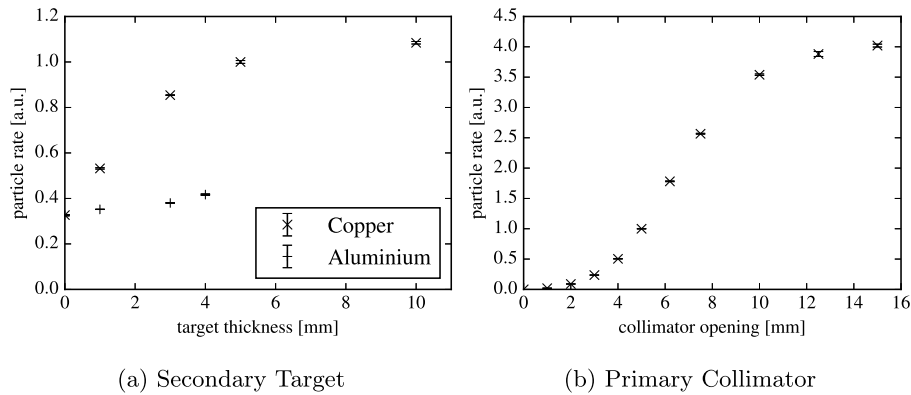 1.2
1.0
0.8
0.6
0.4
0.2
0.0
particle rate [a.u.]
0 2 4 6 8 10
target thickness [mm]
Copper
Aluminium
(a) Secondary Target
4.5
4.0
3.5
3.0
2.5
2.0
1.5
1.0
0.5
0.0
particle rate [a.u.]
0 2 4 6 8 10 12 14 16
collimator opening [mm]
(b) Primary Collimator